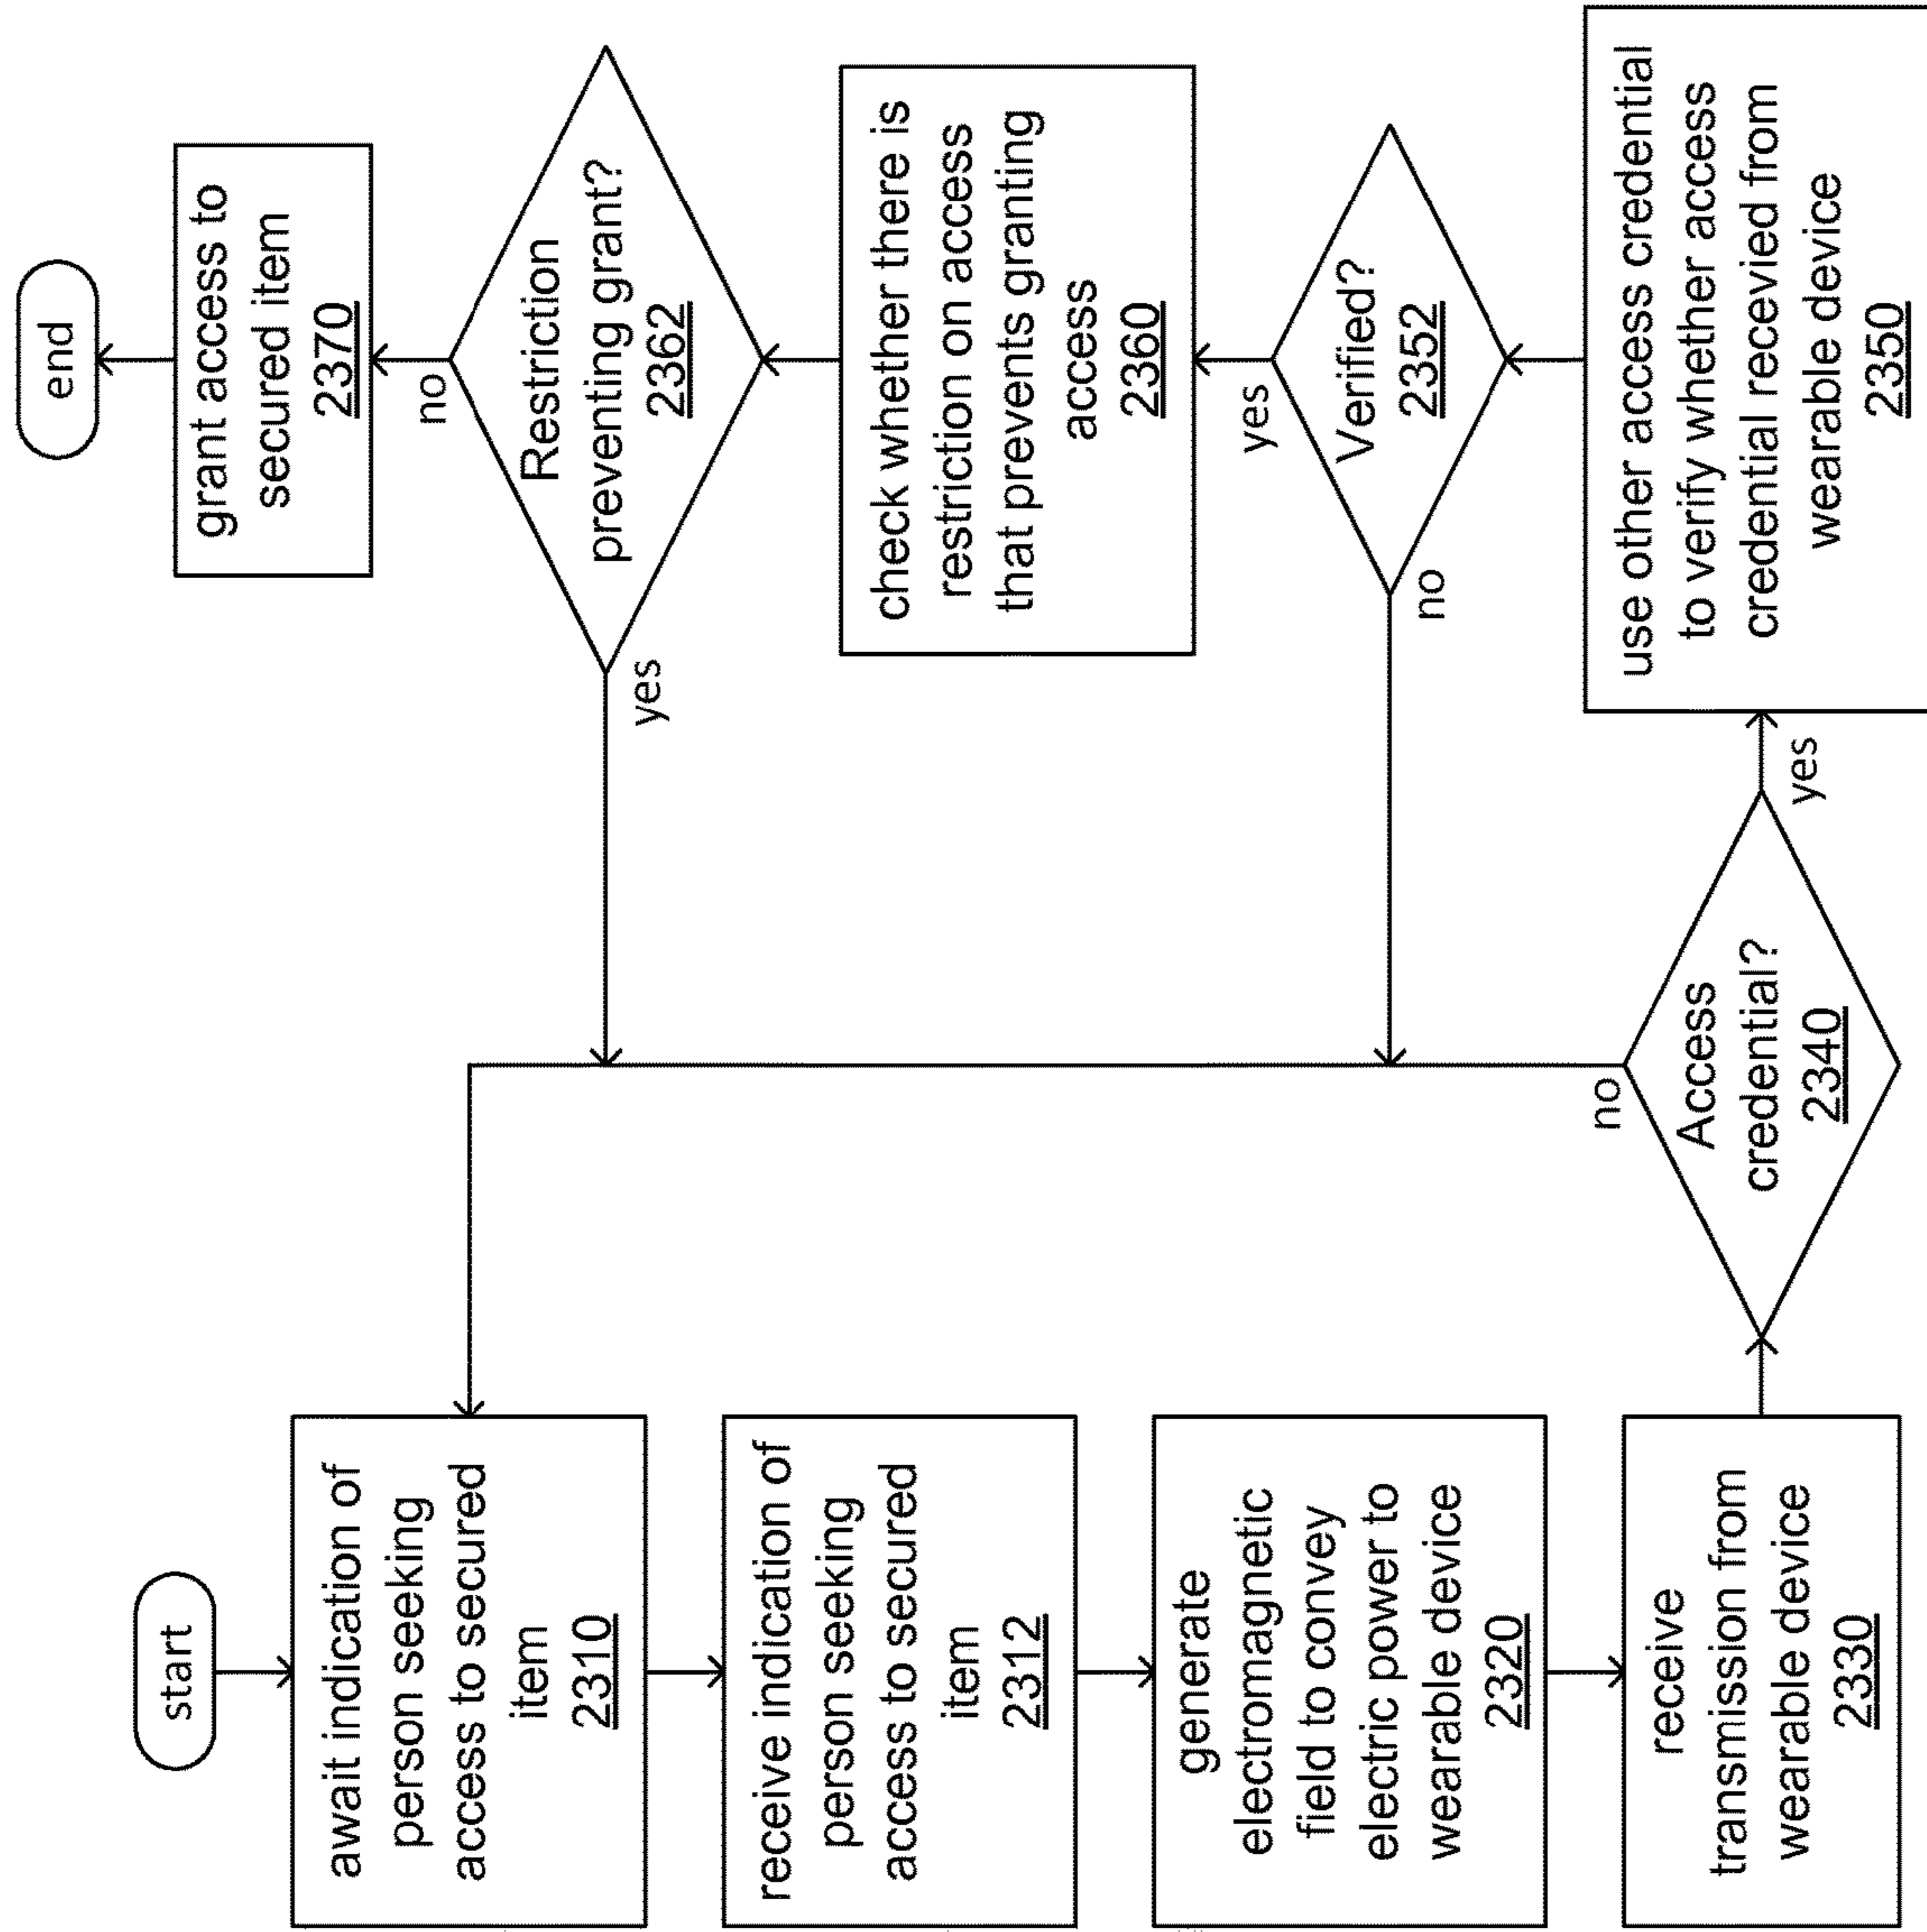 start
await indication of
person seeking
access to secured
item
2310
receive indication of
person seeking
access to secured
item
2312
generate
electromagnetic
field to convey
electric power to
wearable device
2320
receive
transmission from
wearable device
2330
Access
credential?
2340
no
yes
use other access credential
to verify whether access
credential recevied from
wearable device
2350
Verified?
2352
no
yes
check whether there is
restriction on access
that prevents granting
access
2360
Restriction
preventing grant?
2362
yes
no
grant access to
secured item
2370
end